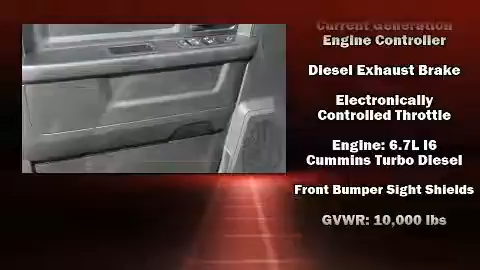 Current Generation
Engine Controller
Diesel Exhaust Brake
Electronically
Controlled Throttle
Engine: 6.7L I6
Cummins Turbo Diesel
Front Bumper Sight Shields
GVWR: 10,000 lbs